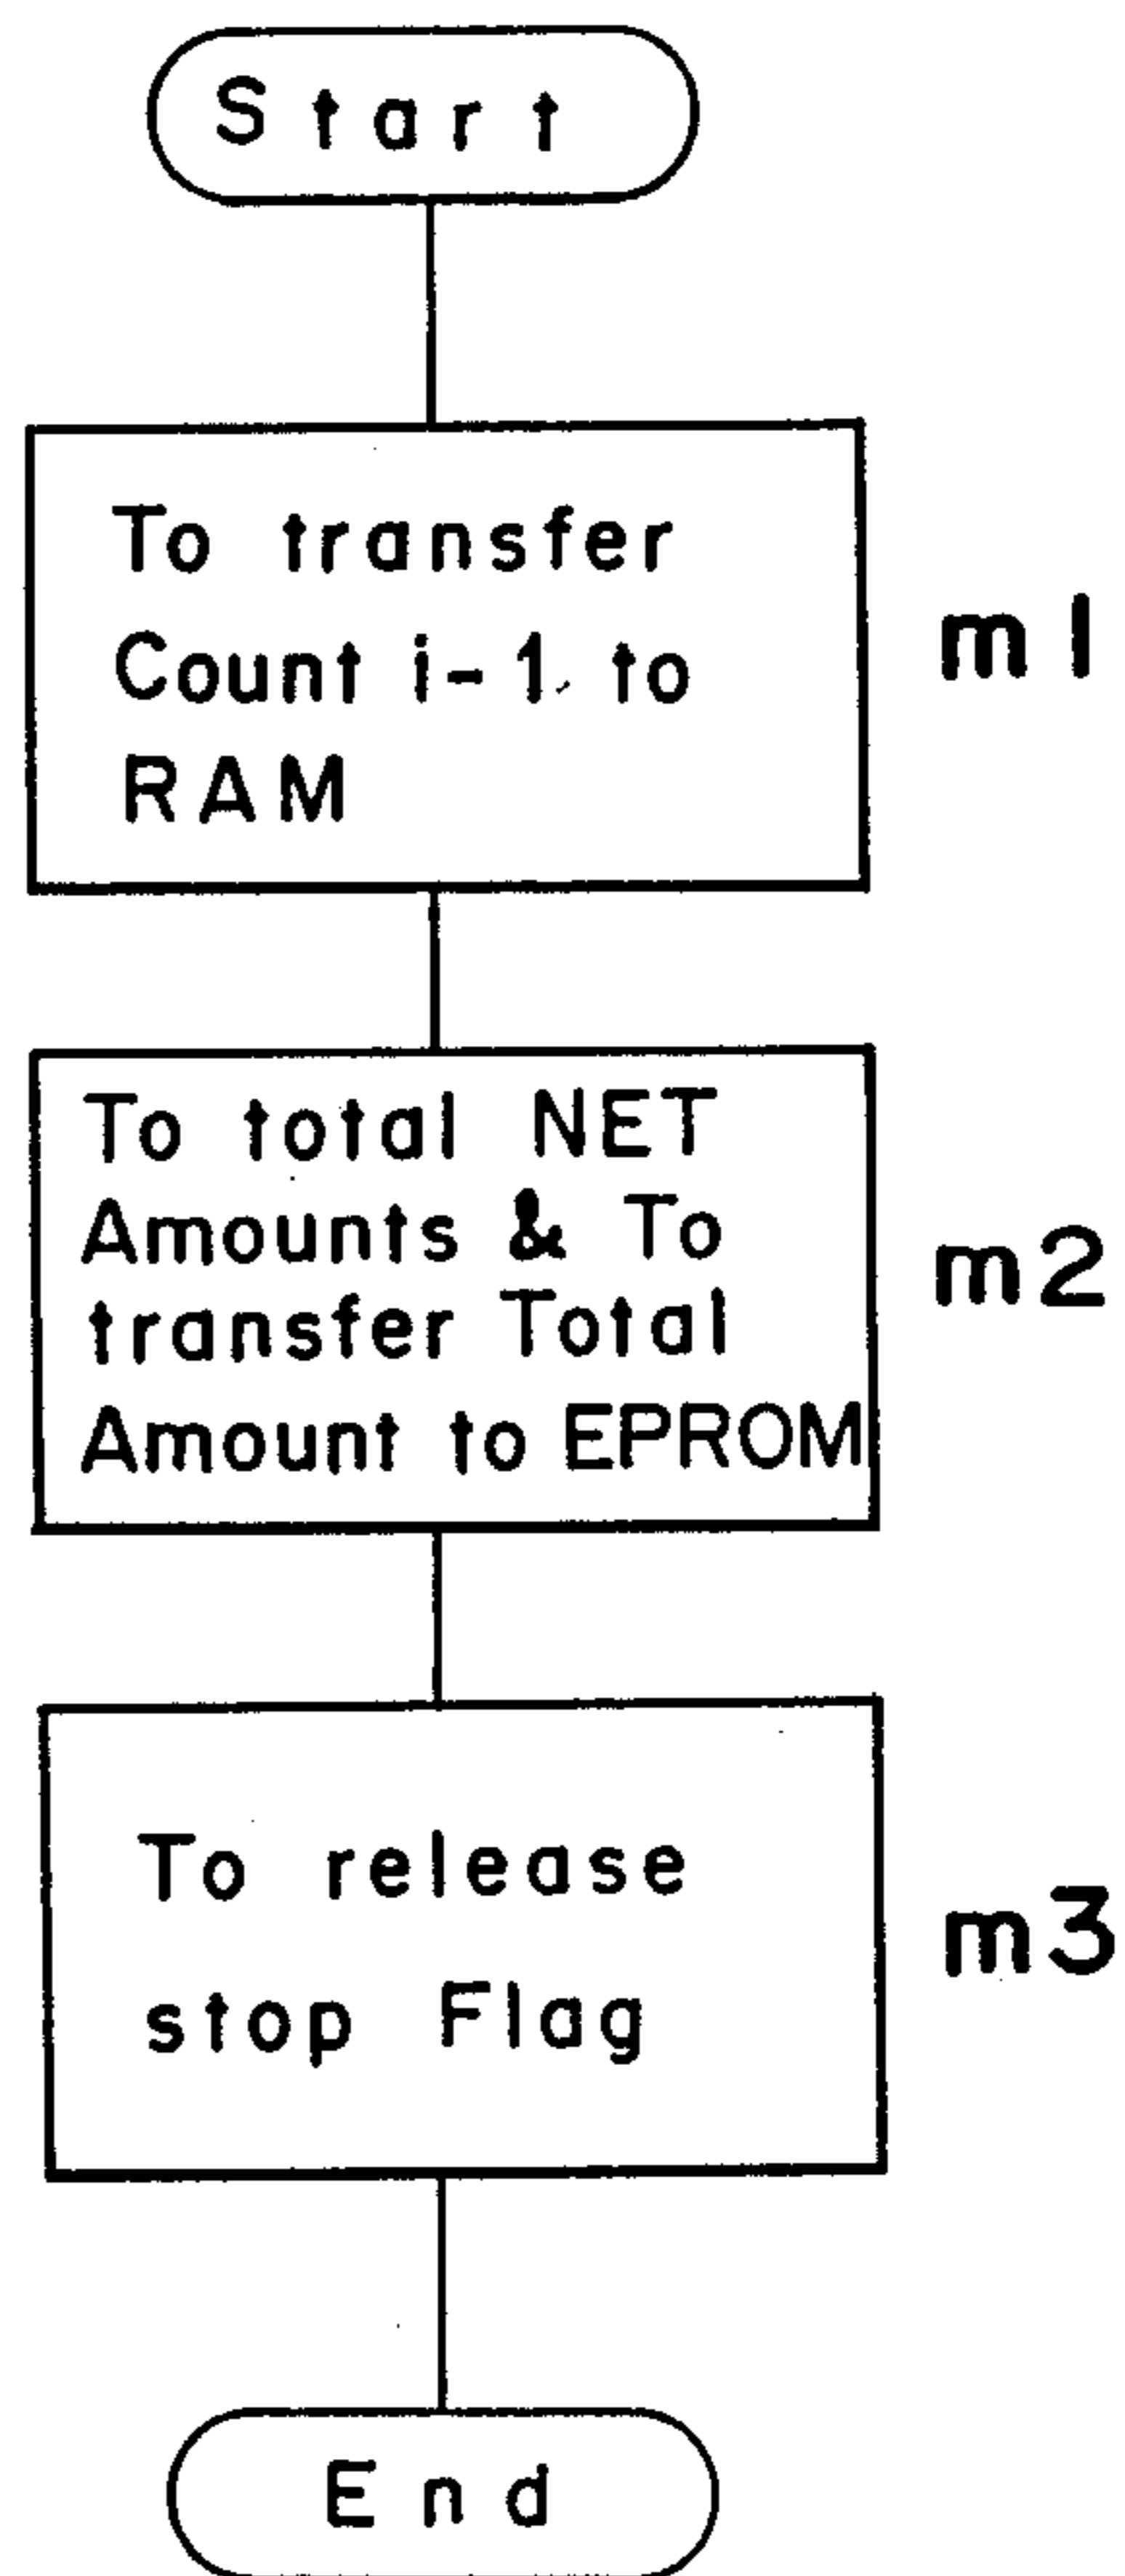 Start
To transfer
Count i-1 to
RAM
m1
To total NET
Amounts & To
transfer Total
Amount to EPROM
m2
To release
stop Flag
m3
End